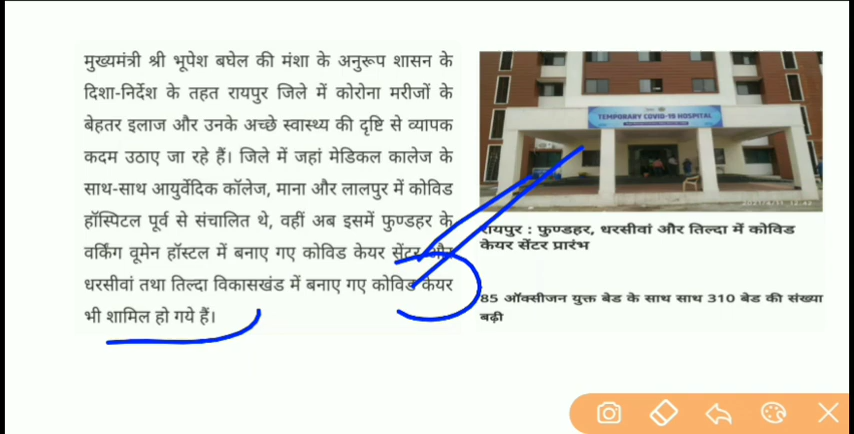 मुख्यमंत्री श्री भूपेश बघेल की मंशा के अनुरूप शासन के
दिशा-निर्देश के तहत रायपुर जिले में कोरोना मरीजों के
बेहतर इलाज और उनके अच्छे स्वास्थ्य की दृष्टि से व्यापक
कदम उठाए जा रहे हैं। जिले में जहां मेडिकल कालेज के
साथ-साथ आयुर्वेदिक कॉलेज, माना और लालपुर में कोविड
हॉस्पिटल पूर्व से संचालित थे, वहीं अब इसमें फुण्डहर के
वर्किंग वूमेन हॉस्टल में बनाए गए कोविड केयर सेंटर और
धरसीवां तथा तिल्दा विकासखंड में बनाए गए कोविड केयर
भी शामिल हो गये हैं।
TEMPORARY COVID-19 HOSPITAL
रायपुर : फुण्डहर, धरसीवां और तिल्दा में कोविड
केयर सेंटर प्रारंभ
85 ऑक्सीजन युक्त बेड के साथ साथ 310 बेड की संख्या
बढ़ी